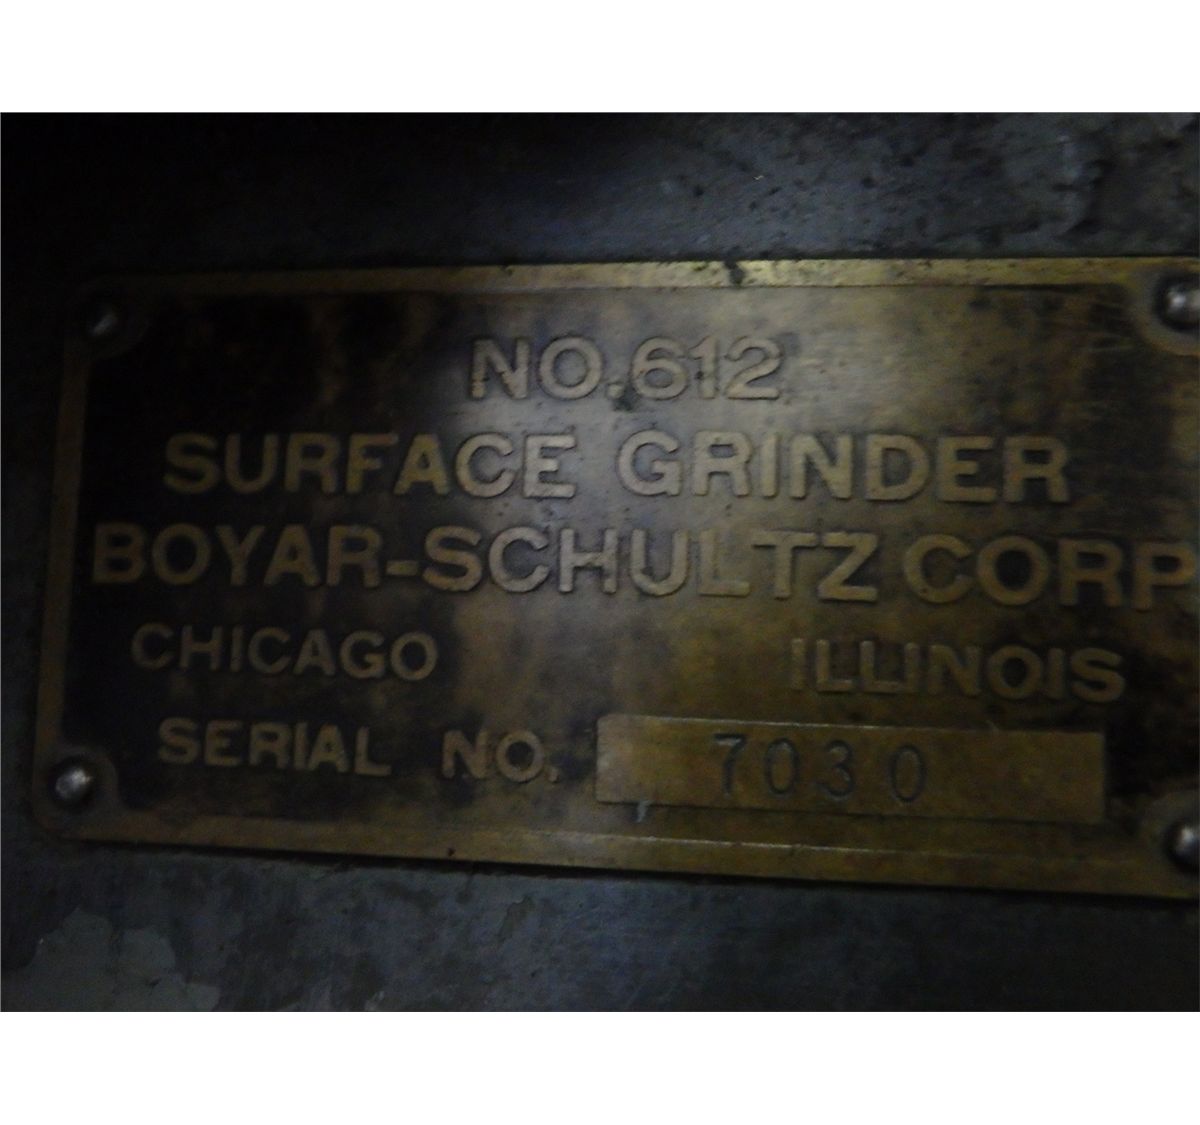 NO.612
SURFACE GRINDER
BOYAR-SCHULTZ CORP
CHICAGO ILLINOIS
SERIAL NO. 7030